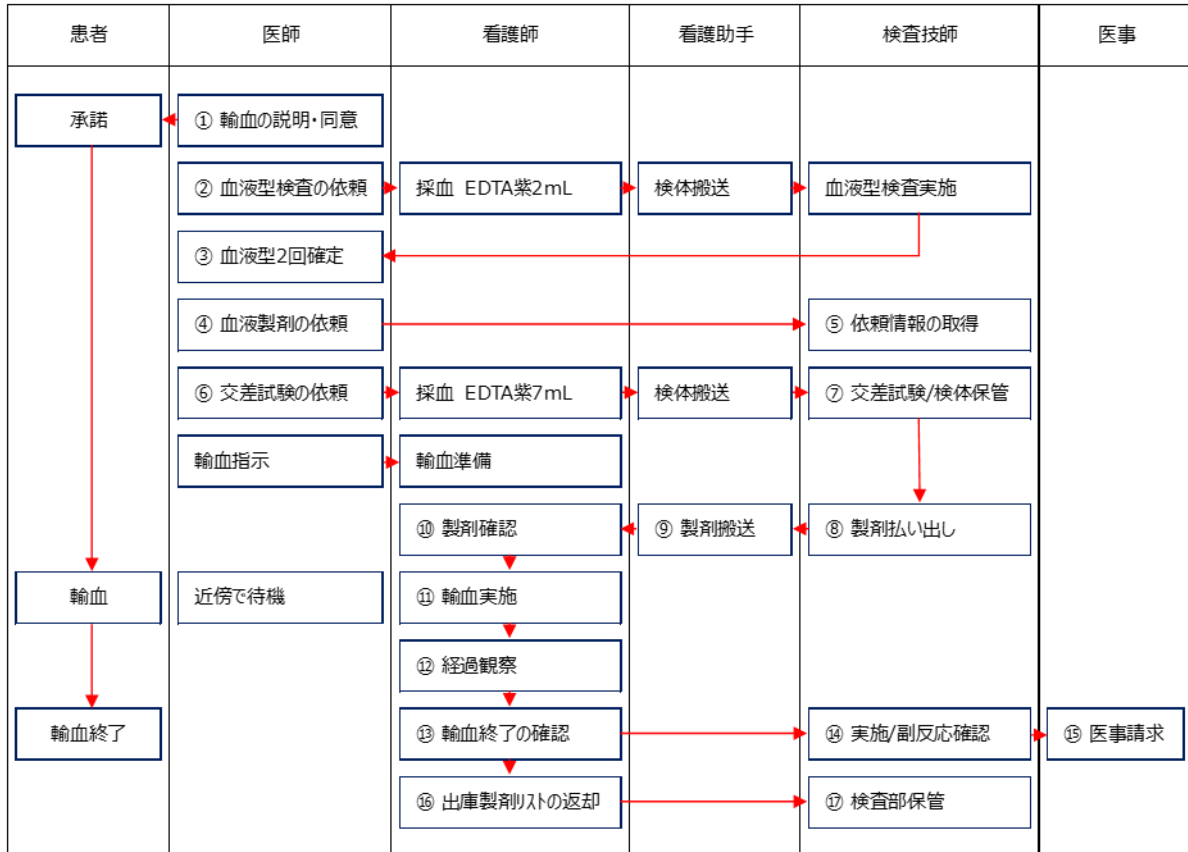 患者 医師 看護師 看護助手 検査技師 医事
承諾 ① 輸血の説明・同意
② 血液型検査の依頼 採血 EDTA紫2mL 検体搬送 血液型検査実施
③ 血液型2回確定
④ 血液製剤の依頼 ⑤ 依頼情報の取得
⑥ 交差試験の依頼 採血 EDTA紫7mL 検体搬送 ⑦ 交差試験/検体保管
輸血指示 輸血準備
⑩ 製剤確認 ⑨ 製剤搬送 ⑧ 製剤払い出し
輸血 近傍で待機 ⑪ 輸血実施
⑫ 経過観察
輸血終了 ⑬ 輸血終了の確認 ⑭ 実施/副反応確認 ⑮ 医事請求
⑯ 出庫製剤リストの返却 ⑰ 検査部保管